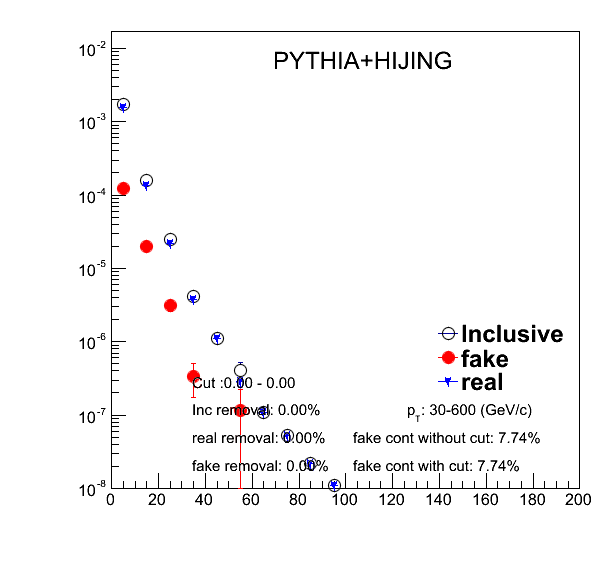 PYTHIA+HIJING
10^-2
10^-3
10^-4
10^-5
10^-6
10^-7
10^-8
Inclusive
fake
real
Cut :0.00 - 0.00
Inc removal: 0.00% p_T: 30-600 (GeV/c)
real removal: 0.00% fake cont without cut: 7.74%
fake removal: 0.00% fake cont with cut: 7.74%
0 20 40 60 80 100 120 140 160 180 200